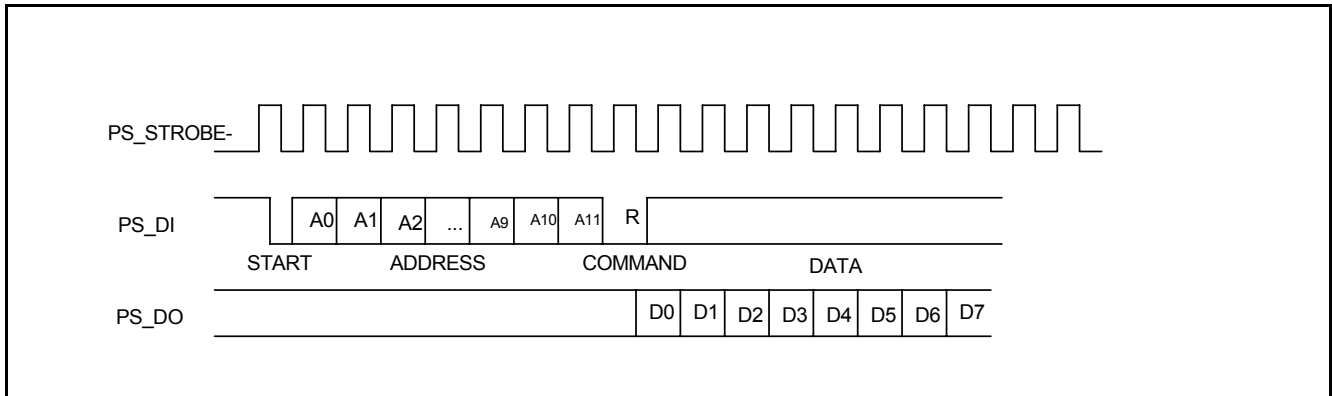 PS_STROBE-
PS_DI A0 A1 A2 ... A9 A10 A11 R
START ADDRESS COMMAND DATA
PS_DO D0 D1 D2 D3 D4 D5 D6 D7